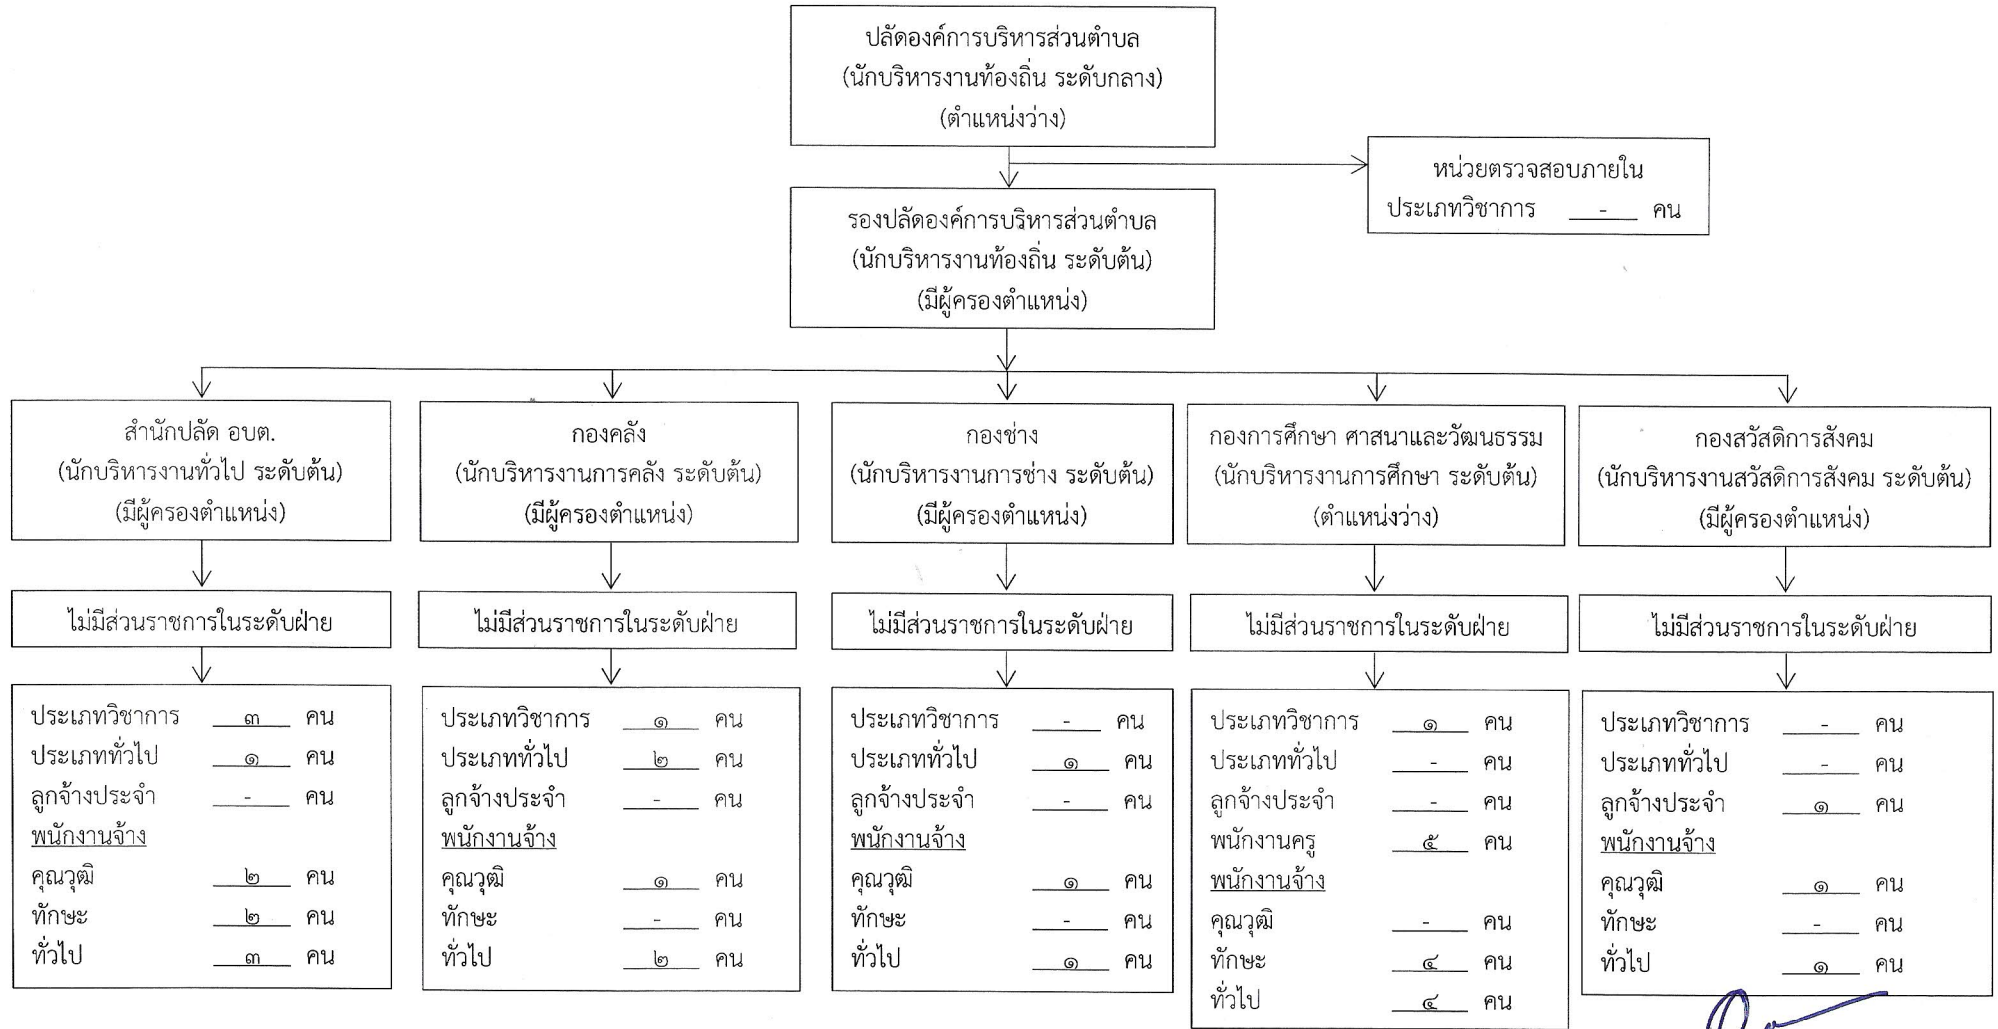 ปลัดองค์การบริหารส่วนตำบล
(นักบริหารงานท้องถิ่น ระดับกลาง)
(ตำแหน่งว่าง)
หน่วยตรวจสอบภายใน
ประเภทวิชาการ - คน
รองปลัดองค์การบริหารส่วนตำบล
(นักบริหารงานท้องถิ่น ระดับต้น)
(มีผู้ครองตำแหน่ง)
สำนักปลัด อบต.
(นักบริหารงานทั่วไป ระดับต้น)
(มีผู้ครองตำแหน่ง)
ไม่มีส่วนราชการในระดับฝ่าย
ประเภทวิชาการ ๓ คน
ประเภททั่วไป ๑ คน
ลูกจ้างประจำ - คน
พนักงานจ้าง
คุณวุฒิ ๒ คน
ทักษะ ๒ คน
ทั่วไป ๓ คน
กองคลัง
(นักบริหารงานการคลัง ระดับต้น)
(มีผู้ครองตำแหน่ง)
ไม่มีส่วนราชการในระดับฝ่าย
ประเภทวิชาการ ๑ คน
ประเภททั่วไป ๒ คน
ลูกจ้างประจำ - คน
พนักงานจ้าง
คุณวุฒิ ๑ คน
ทักษะ - คน
ทั่วไป ๒ คน
กองช่าง
(นักบริหารงานการช่าง ระดับต้น)
(มีผู้ครองตำแหน่ง)
ไม่มีส่วนราชการในระดับฝ่าย
ประเภทวิชาการ - คน
ประเภททั่วไป ๑ คน
ลูกจ้างประจำ - คน
พนักงานจ้าง
คุณวุฒิ ๑ คน
ทักษะ - คน
ทั่วไป ๑ คน
กองการศึกษา ศาสนาและวัฒนธรรม
(นักบริหารงานการศึกษา ระดับต้น)
(ตำแหน่งว่าง)
ไม่มีส่วนราชการในระดับฝ่าย
ประเภทวิชาการ ๑ คน
ประเภททั่วไป - คน
ลูกจ้างประจำ - คน
พนักงานครู ๕ คน
พนักงานจ้าง
คุณวุฒิ - คน
ทักษะ ๔ คน
ทั่วไป ๔ คน
กองสวัสดิการสังคม
(นักบริหารงานสวัสดิการสังคม ระดับต้น)
(มีผู้ครองตำแหน่ง)
ไม่มีส่วนราชการในระดับฝ่าย
ประเภทวิชาการ - คน
ประเภททั่วไป - คน
ลูกจ้างประจำ ๑ คน
พนักงานจ้าง
คุณวุฒิ ๑ คน
ทักษะ - คน
ทั่วไป ๑ คน